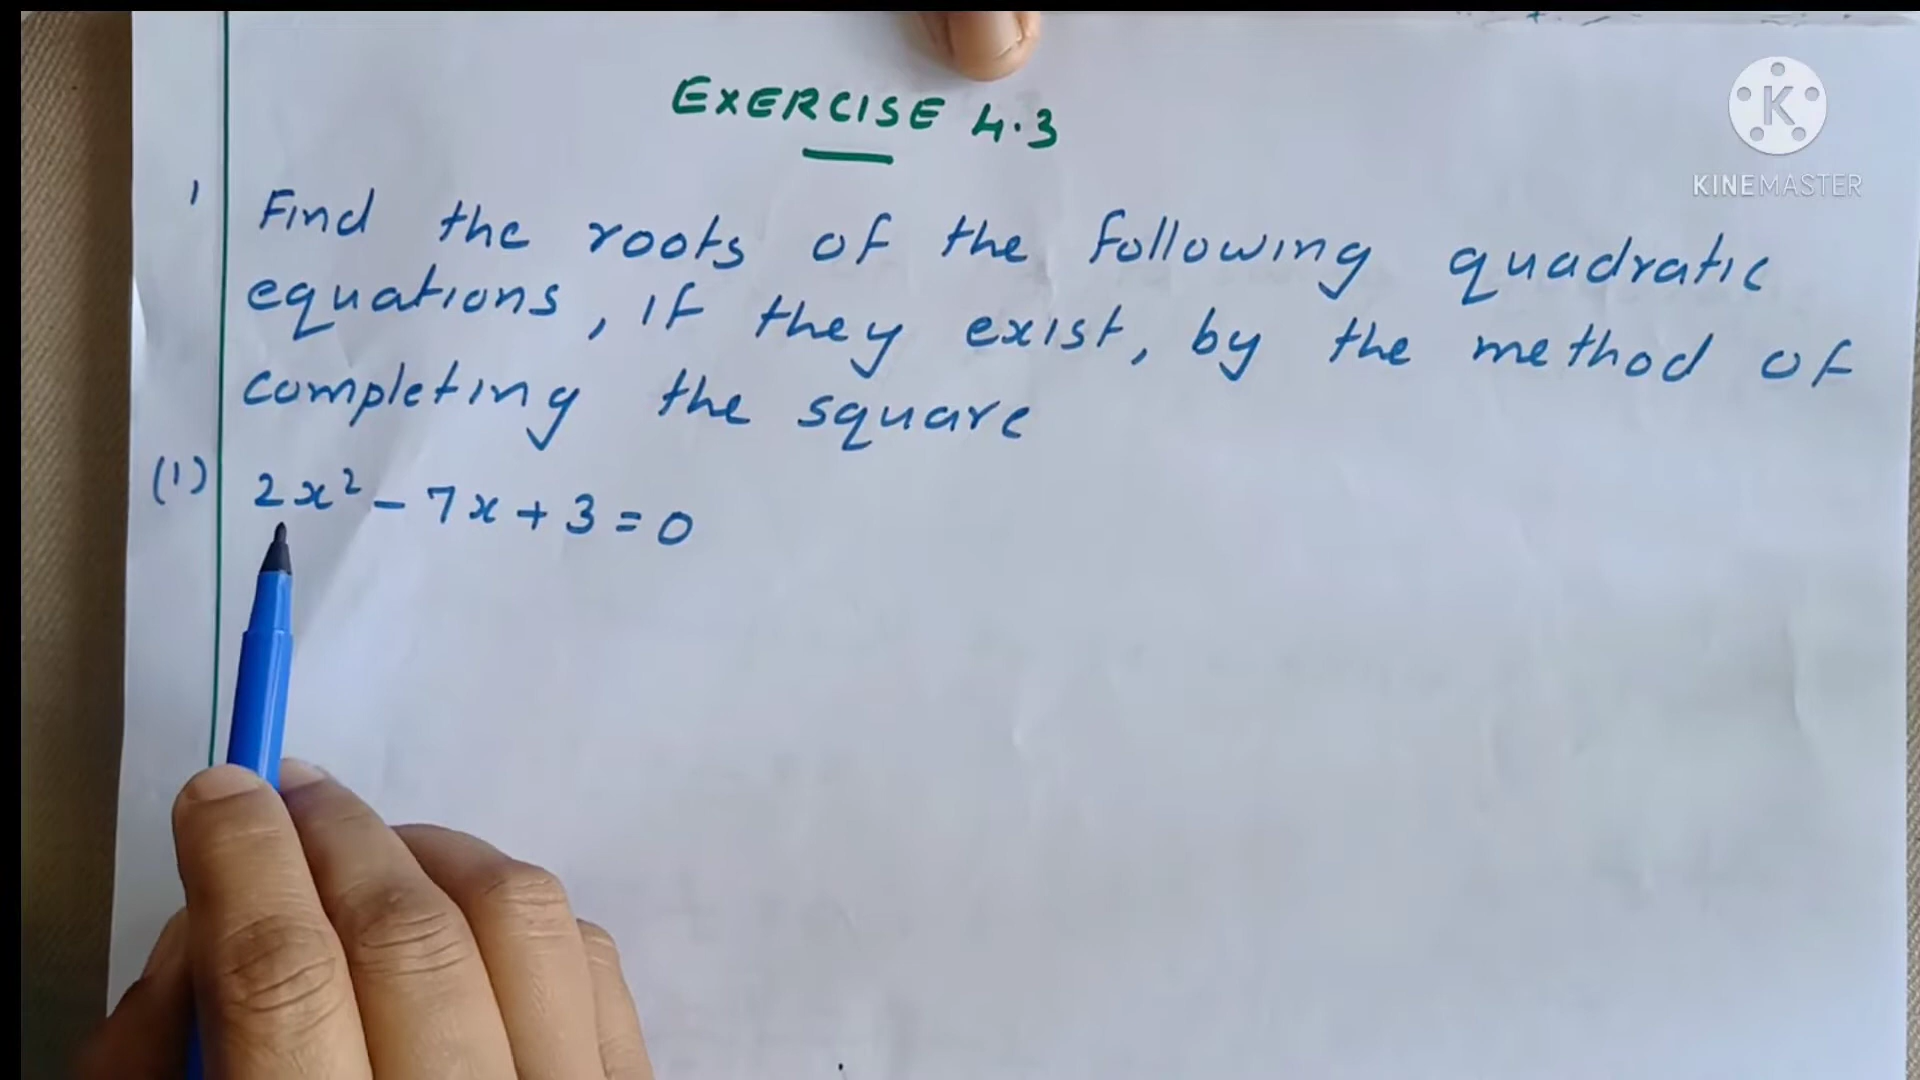 EXERCISE 4.3
K
KINEMASTER
1 Find the roots of the following quadratic
equations, if they exist, by the method of
completing the square
(1) 2x² - 7x + 3 = 0